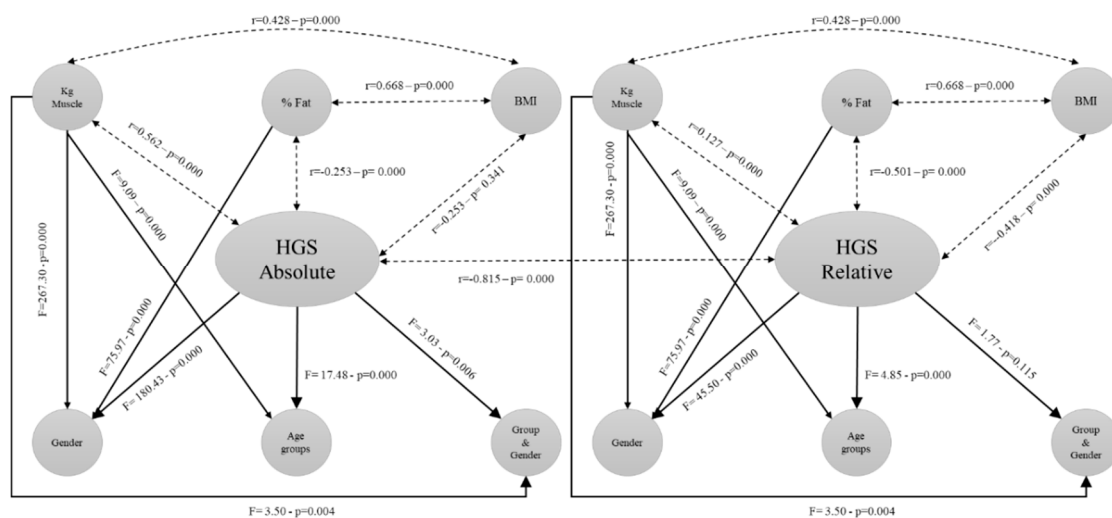 r=0.428 – p=0.000
Kg
Muscle
% Fat
r=0.668 – p=0.000
BMI
r=0.562 – p=0.000
r=-0.253 – p= 0.000
r=-0.253 – p= 0.341
F=9.09 – p=0.000
F=267.30 - p=0.000
HGS
Absolute
F=75.97 - p=0.000
F= 180.43 - p=0.000
F= 17.48 - p=0.000
F= 3.03 - p=0.006
Gender
Age
groups
Group
&
Gender
F= 3.50 - p=0.004
r=-0.815 – p= 0.000
r=0.428 – p=0.000
Kg
Muscle
% Fat
r=0.668 – p=0.000
BMI
r=0.127 – p=0.000
r=-0.501 – p= 0.000
r=-0.418 – p= 0.000
F=9.09 – p=0.000
F=267.30 - p=0.000
HGS
Relative
F=75.97 - p=0.000
F= 45.50 - p=0.000
F= 4.85 - p=0.000
F= 1.77 - p=0.115
Gender
Age
groups
Group
&
Gender
F= 3.50 - p=0.004